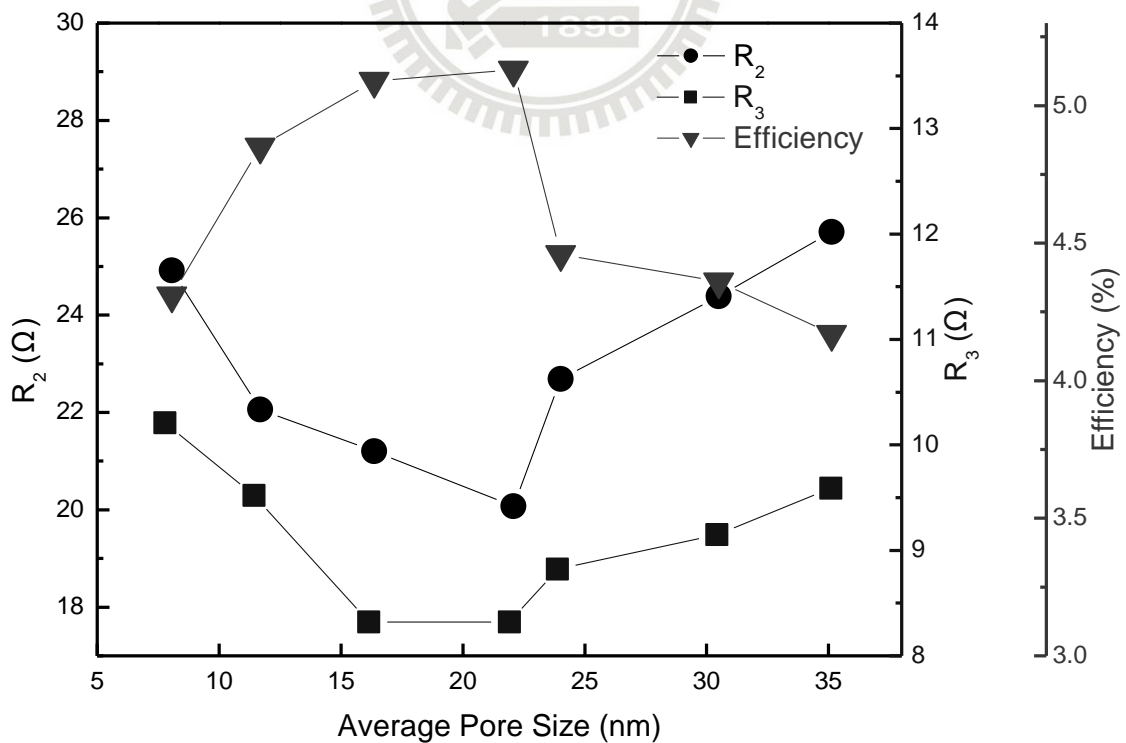 1898
R₂
R₃
Efficiency
30
28
26
24
22
20
18
R₂ (Ω)
14
13
12
11
10
9
8
R₃ (Ω)
5.0
4.5
4.0
3.5
3.0
Efficiency (%)
5 10 15 20 25 30 35
Average Pore Size (nm)